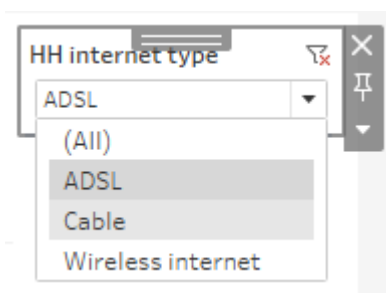 HH internet type
ADSL
(All)
ADSL
Cable
Wireless internet